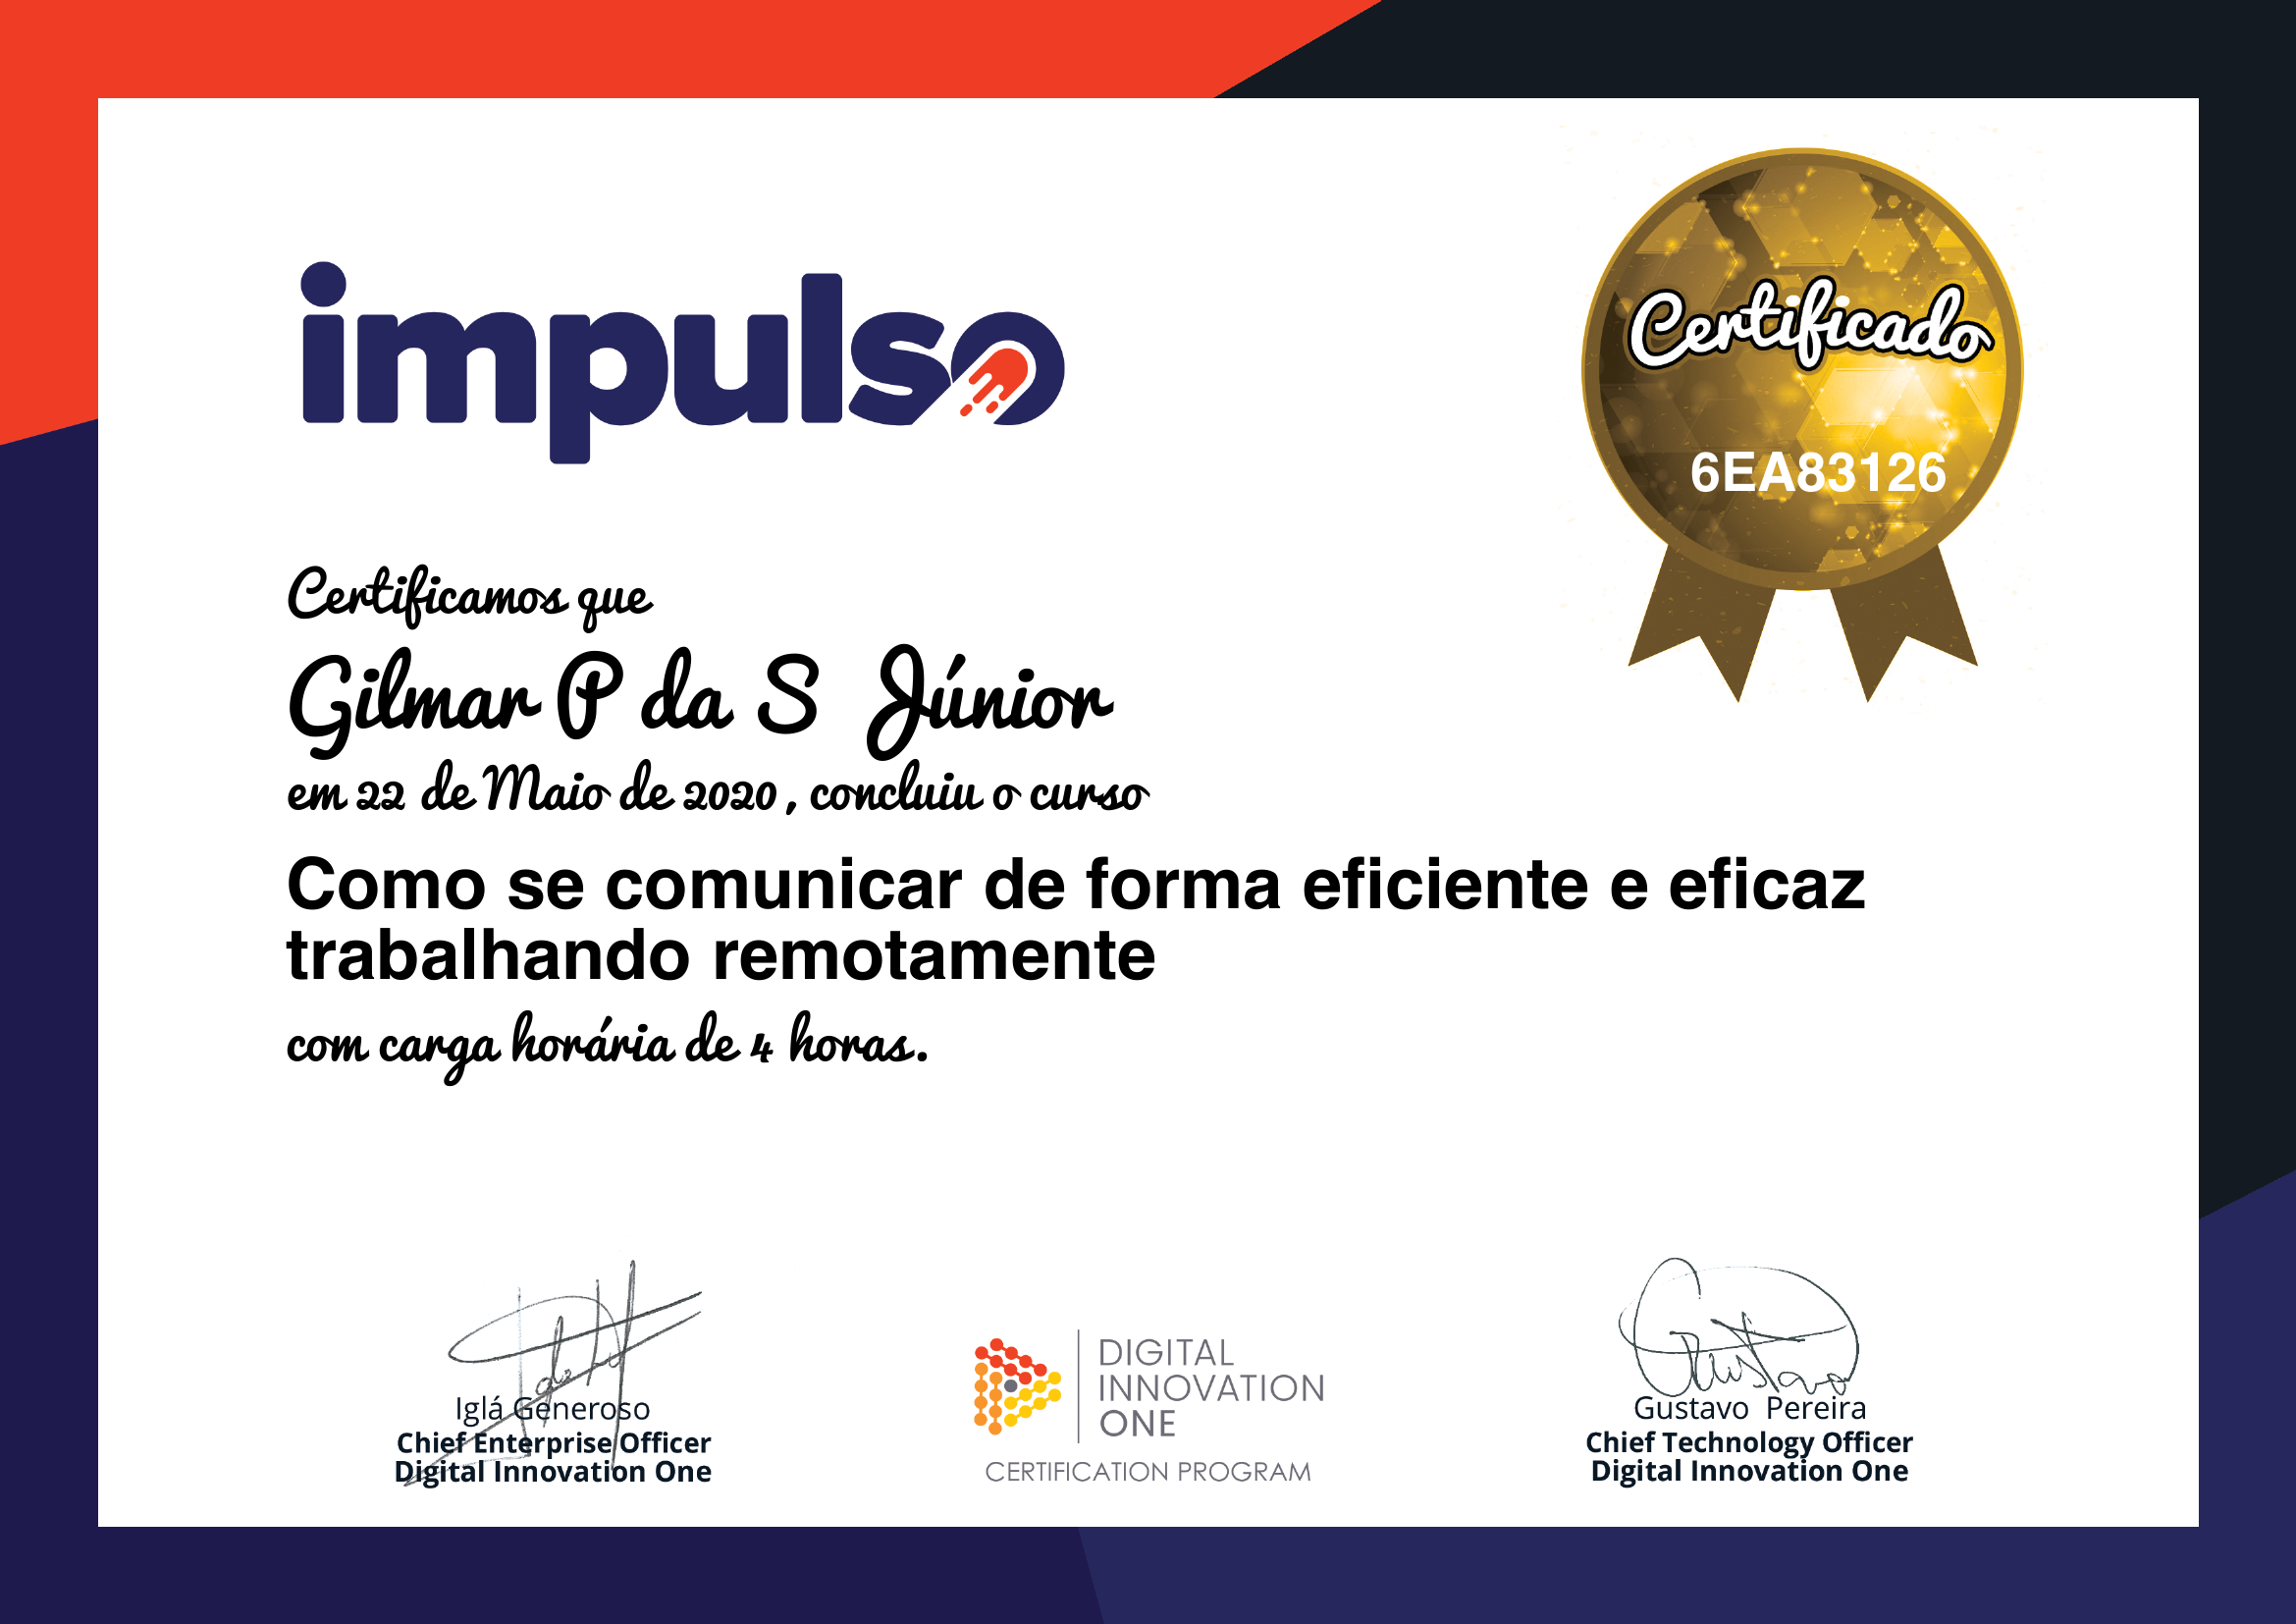 impulso
Certificado
6EA83126
Certificamos que
Gilmar P da S Júnior
em 22 de Maio de 2020, concluiu o curso
Como se comunicar de forma eficiente e eficaz
trabalhando remotamente
com carga horária de 4 horas.
Iglá Generoso
Chief Enterprise Officer
Digital Innovation One
DIGITAL
INNOVATION
ONE
CERTIFICATION PROGRAM
Gustavo
Gustavo Pereira
Chief Technology Officer
Digital Innovation One